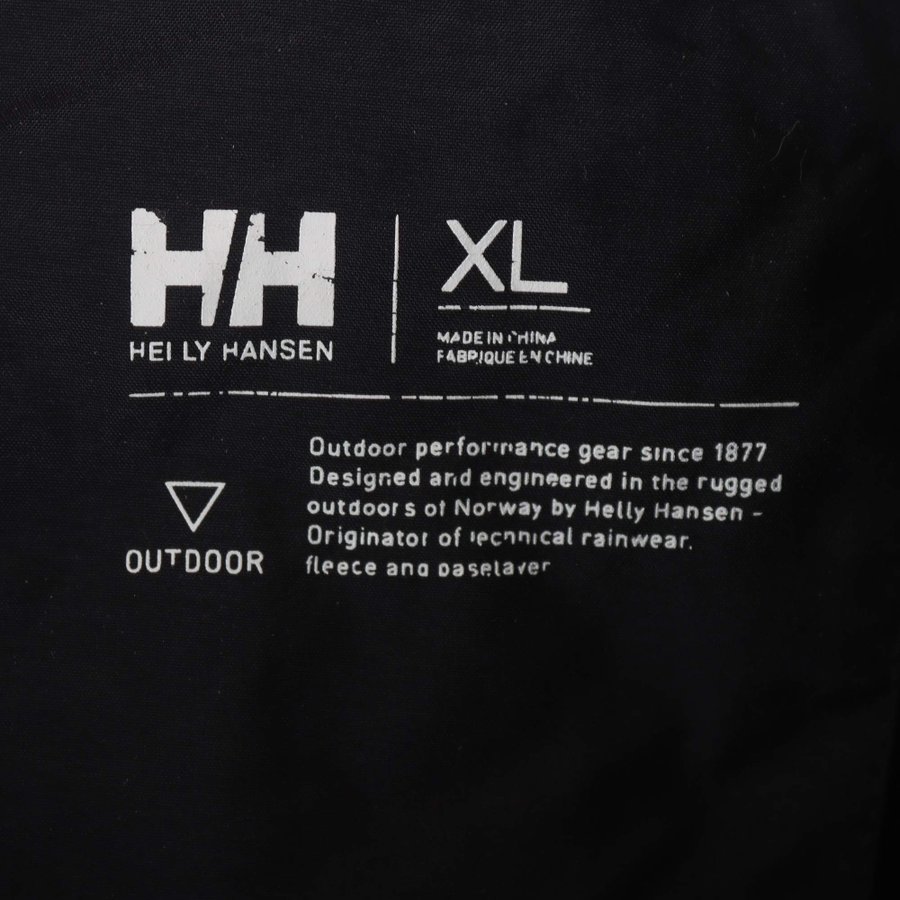 HH
HELLY HANSEN
XL
MADE IN CHINA
FABRIQUE EN CHINE
OUTDOOR
Outdoor performance gear since 1877
Designed and engineered in the rugged
outdoors of Norway by Helly Hansen -
Originator of technical rainwear,
fleece and baselayer